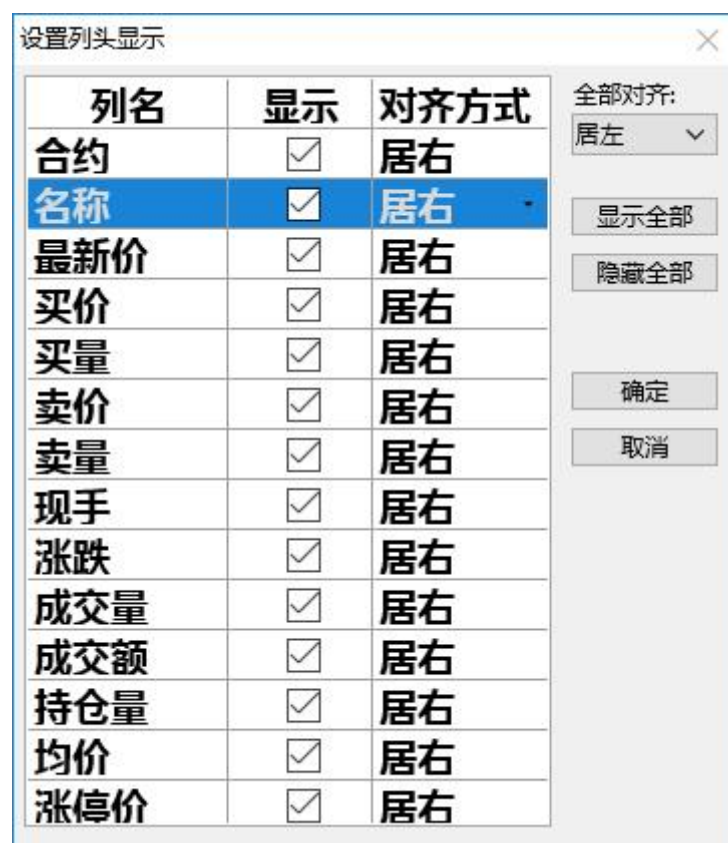 设置列头显示
列名 显示 对齐方式
合约 居右
名称 居右
最新价 居右
买价 居右
买量 居右
卖价 居右
卖量 居右
现手 居右
涨跌 居右
成交量 居右
成交额 居右
持仓量 居右
均价 居右
涨停价 居右
全部对齐:
居左
显示全部
隐藏全部
确定
取消